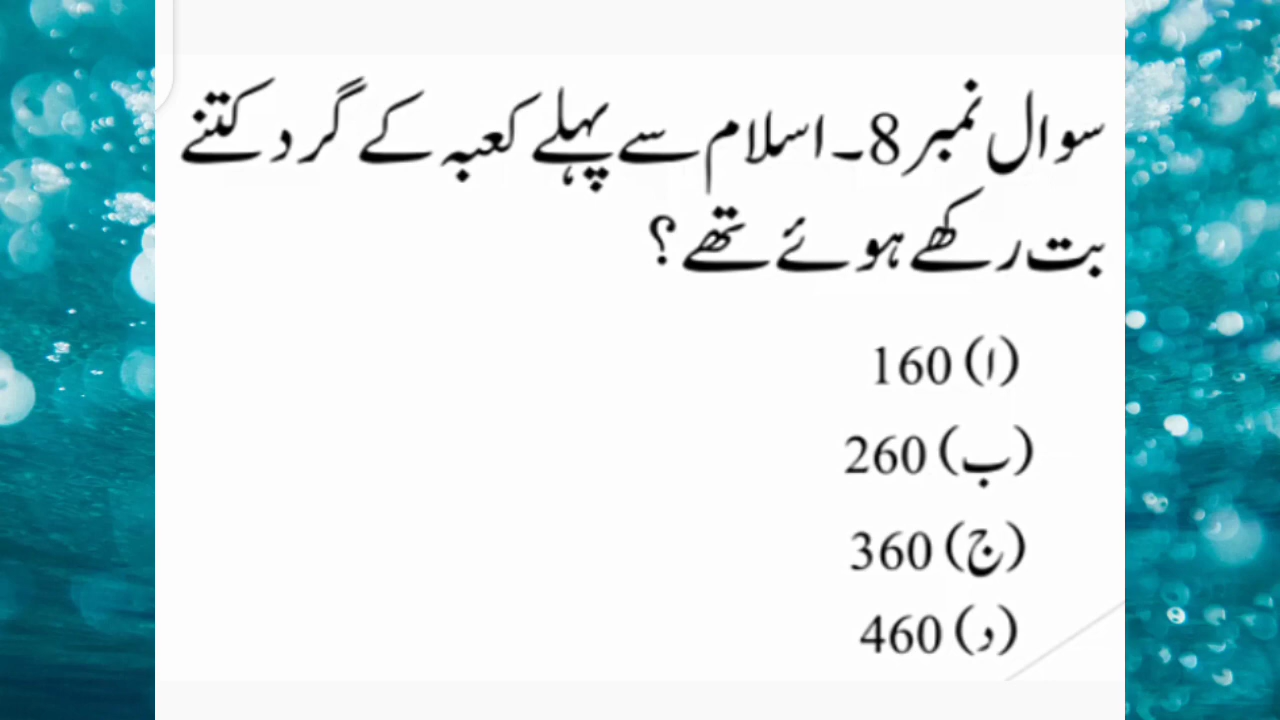 سوال نمبر 8۔ اسلام سے پہلے کعبہ کے گرد کتنے
بت رکھے ہوئے تھے؟
(ا) 160
(ب) 260
(ج) 360
(د) 460